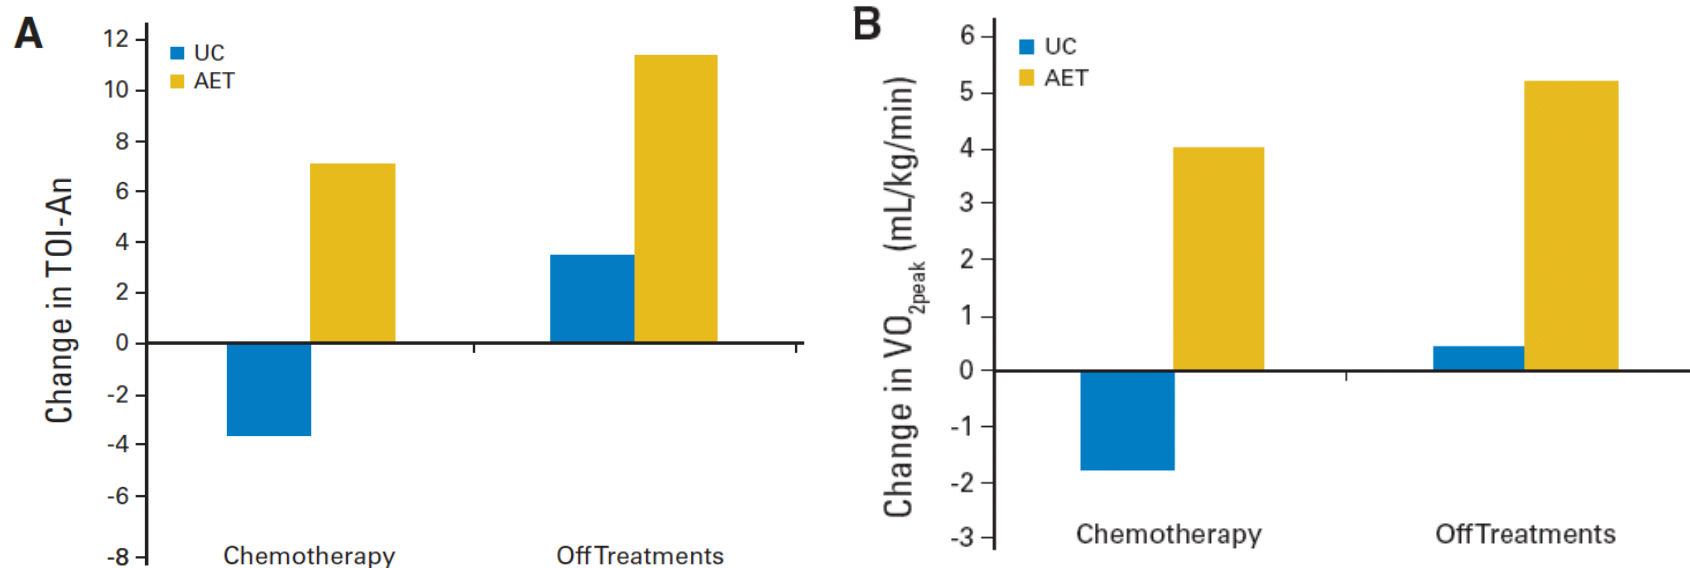 A
Change in TOI-An
12
10
8
6
4
2
0
-2
-4
-6
-8
UC
AET
Chemotherapy
Off Treatments
B
Change in VO2peak (mL/kg/min)
6
5
4
3
2
1
0
-1
-2
-3
UC
AET
Chemotherapy
Off Treatments